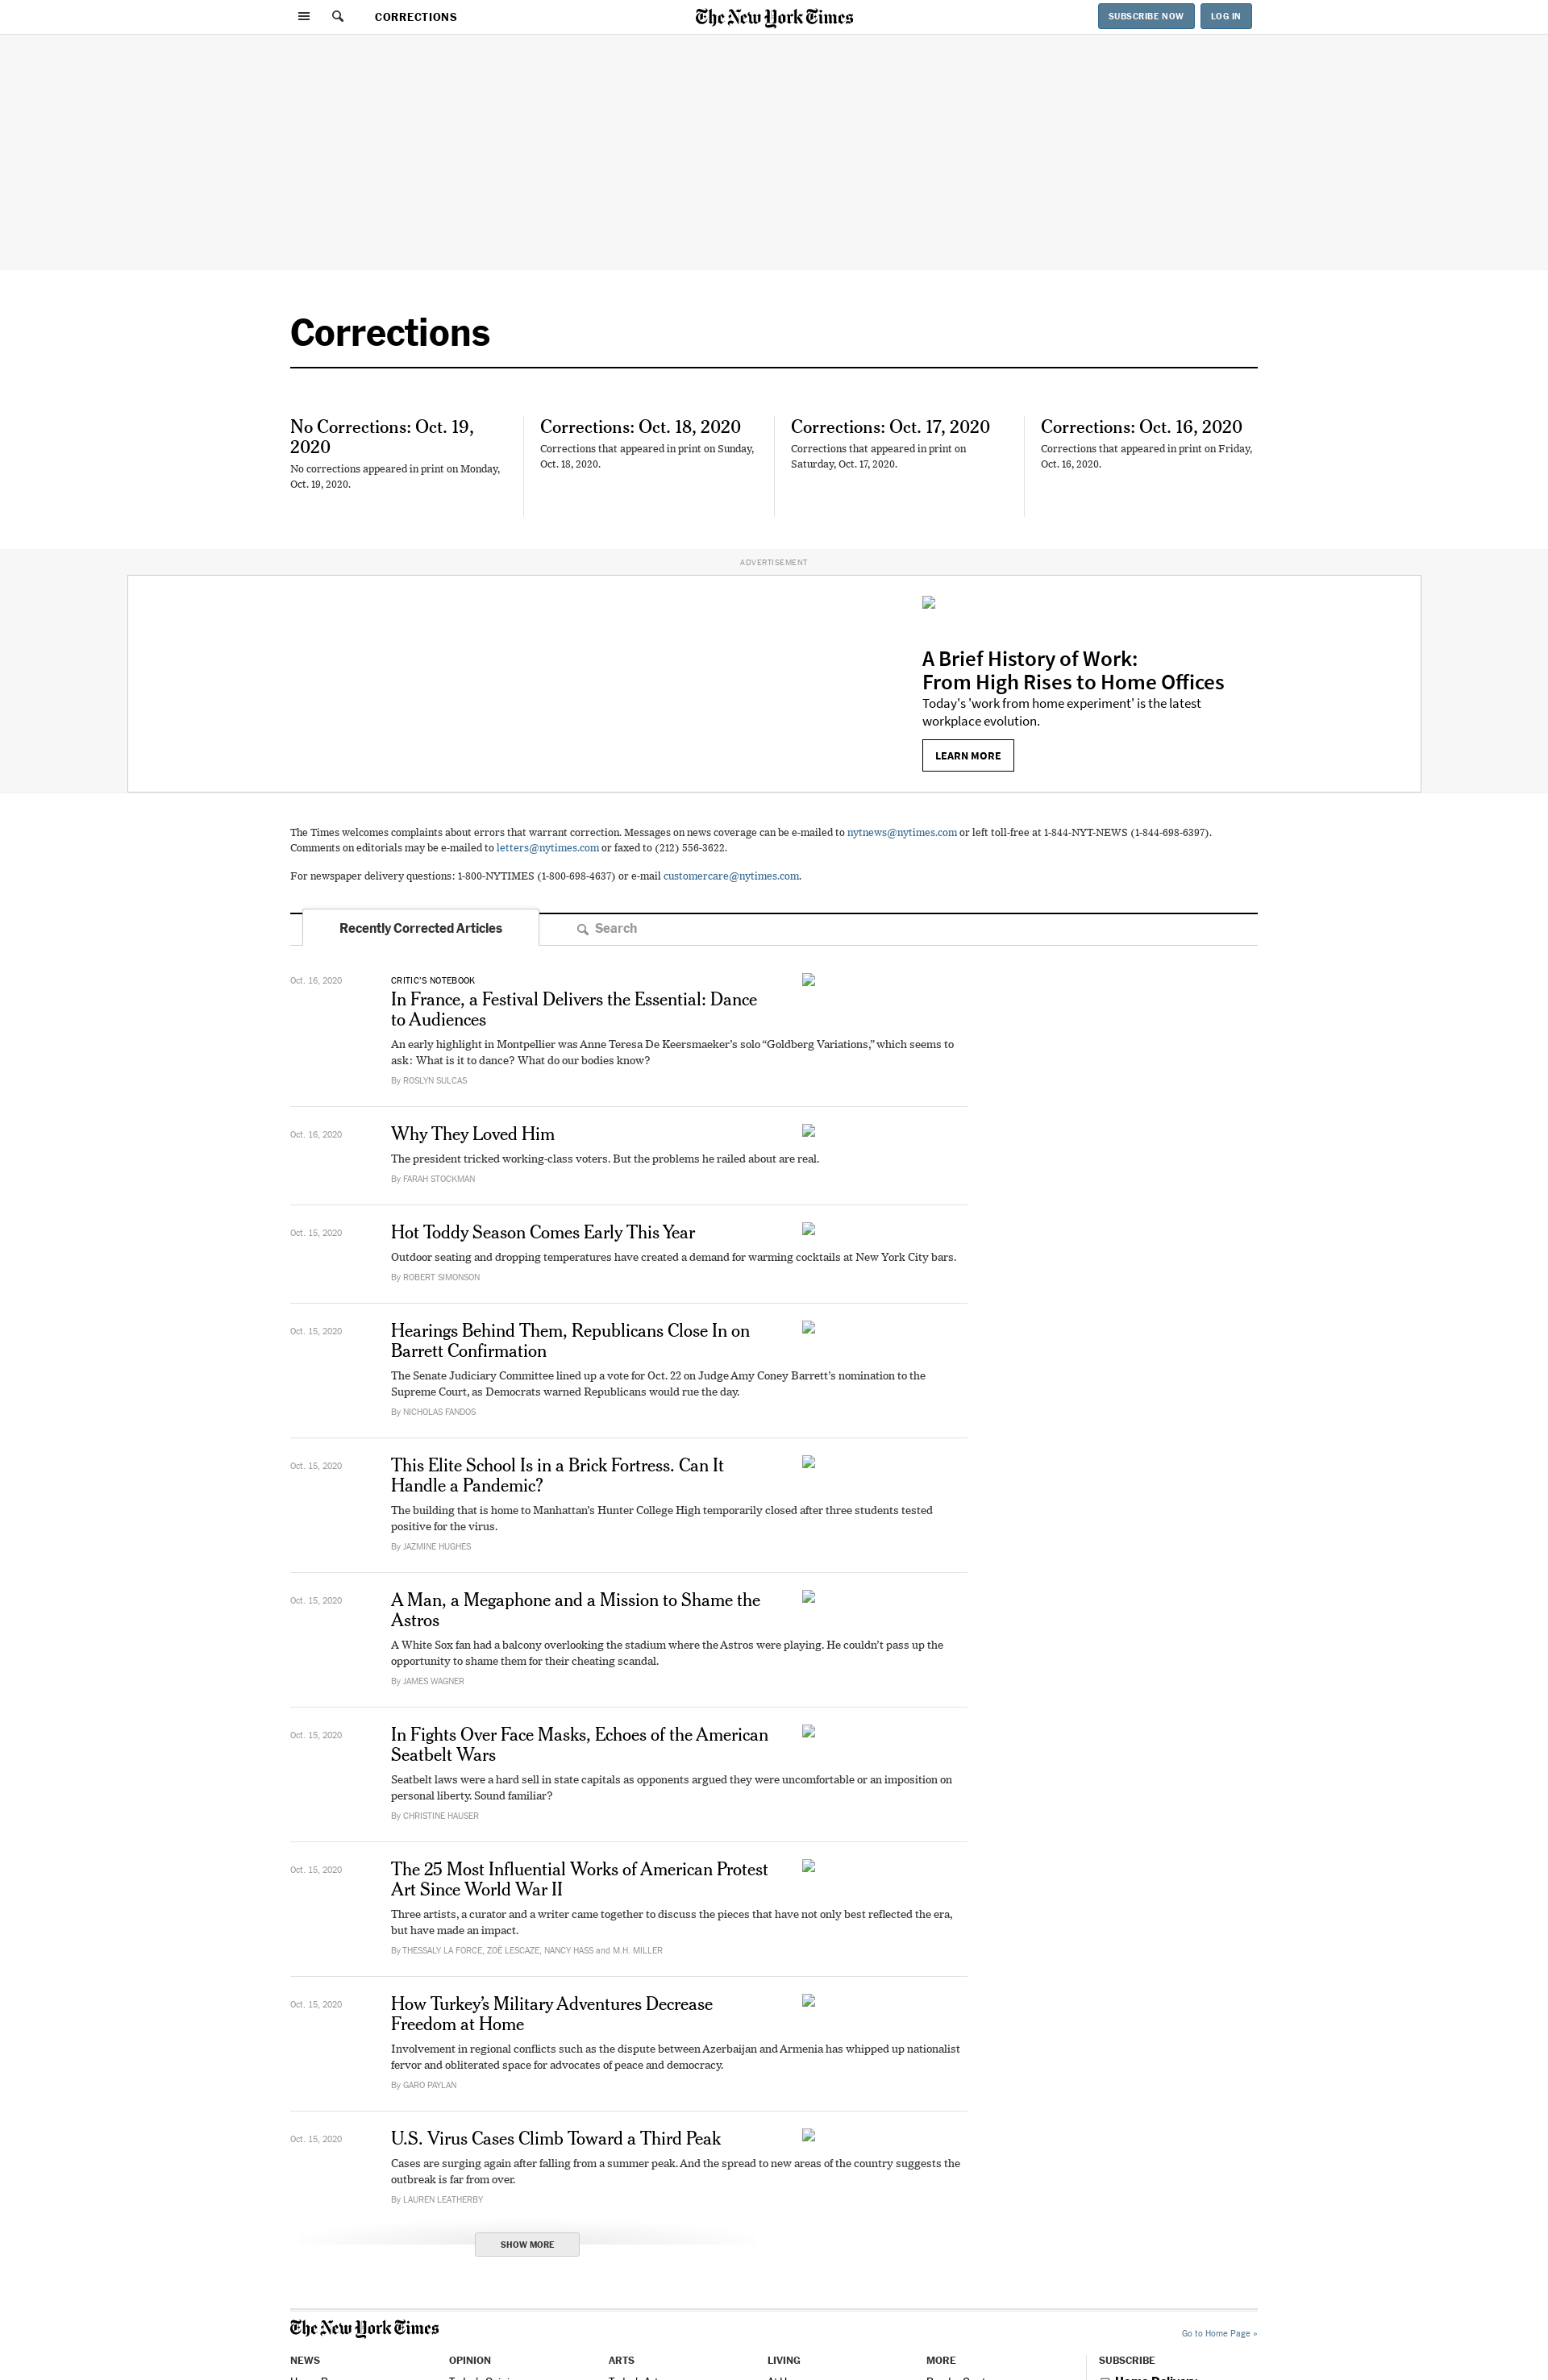 CORRECTIONS
The New York Times
SUBSCRIBE NOW
LOG IN
Corrections
No Corrections: Oct. 19,
2020
No corrections appeared in print on Monday,
Oct. 19, 2020.
Corrections: Oct. 18, 2020
Corrections that appeared in print on Sunday,
Oct. 18, 2020.
Corrections: Oct. 17, 2020
Corrections that appeared in print on
Saturday, Oct. 17, 2020.
Corrections: Oct. 16, 2020
Corrections that appeared in print on Friday,
Oct. 16, 2020.
ADVERTISEMENT
A Brief History of Work:
From High Rises to Home Offices
Today's 'work from home experiment' is the latest
workplace evolution.
LEARN MORE
The Times welcomes complaints about errors that warrant correction. Messages on news coverage can be e-mailed to nytnews@nytimes.com or left toll-free at 1-844-NYT-NEWS (1-844-698-6397).
Comments on editorials may be e-mailed to letters@nytimes.com or faxed to (212) 556-3622.
For newspaper delivery questions: 1-800-NYTIMES (1-800-698-4637) or e-mail customercare@nytimes.com.
Recently Corrected Articles
Search
Oct. 16, 2020
CRITIC’S NOTEBOOK
In France, a Festival Delivers the Essential: Dance
to Audiences
An early highlight in Montpellier was Anne Teresa De Keersmaeker’s solo “Goldberg Variations,” which seems to
ask: What is it to dance? What do our bodies know?
By ROSLYN SULCAS
Oct. 16, 2020
Why They Loved Him
The president tricked working-class voters. But the problems he railed about are real.
By FARAH STOCKMAN
Oct. 15, 2020
Hot Toddy Season Comes Early This Year
Outdoor seating and dropping temperatures have created a demand for warming cocktails at New York City bars.
By ROBERT SIMONSON
Oct. 15, 2020
Hearings Behind Them, Republicans Close In on
Barrett Confirmation
The Senate Judiciary Committee lined up a vote for Oct. 22 on Judge Amy Coney Barrett’s nomination to the
Supreme Court, as Democrats warned Republicans would rue the day.
By NICHOLAS FANDOS
Oct. 15, 2020
This Elite School Is in a Brick Fortress. Can It
Handle a Pandemic?
The building that is home to Manhattan’s Hunter College High temporarily closed after three students tested
positive for the virus.
By JAZMINE HUGHES
Oct. 15, 2020
A Man, a Megaphone and a Mission to Shame the
Astros
A White Sox fan had a balcony overlooking the stadium where the Astros were playing. He couldn’t pass up the
opportunity to shame them for their cheating scandal.
By JAMES WAGNER
Oct. 15, 2020
In Fights Over Face Masks, Echoes of the American
Seatbelt Wars
Seatbelt laws were a hard sell in state capitals as opponents argued they were uncomfortable or an imposition on
personal liberty. Sound familiar?
By CHRISTINE HAUSER
Oct. 15, 2020
The 25 Most Influential Works of American Protest
Art Since World War II
Three artists, a curator and a writer came together to discuss the pieces that have not only best reflected the era,
but have made an impact.
By THESSALY LA FORCE, ZOË LESCAZE, NANCY HASS and M.H. MILLER
Oct. 15, 2020
How Turkey’s Military Adventures Decrease
Freedom at Home
Involvement in regional conflicts such as the dispute between Azerbaijan and Armenia has whipped up nationalist
fervor and obliterated space for advocates of peace and democracy.
By GARO PAYLAN
Oct. 15, 2020
U.S. Virus Cases Climb Toward a Third Peak
Cases are surging again after falling from a summer peak. And the spread to new areas of the country suggests the
outbreak is far from over.
By LAUREN LEATHERBY
SHOW MORE
The New York Times
Go to Home Page »
NEWS
OPINION
ARTS
LIVING
MORE
SUBSCRIBE